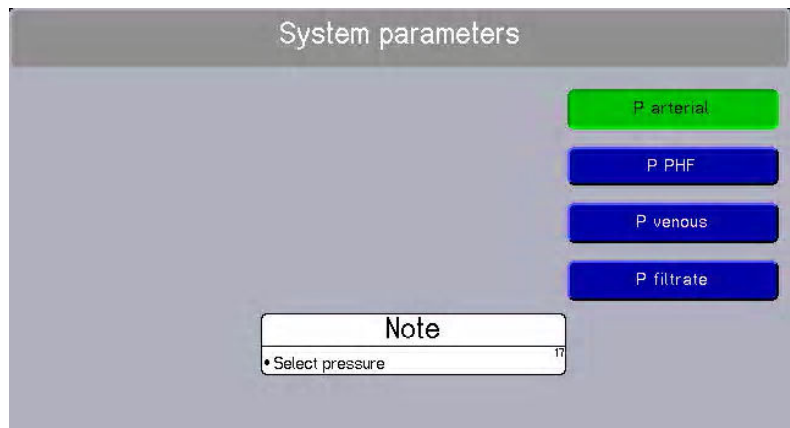 System parameters
P arterial
P PHF
P venous
P filtrate
Note
17
• Select pressure